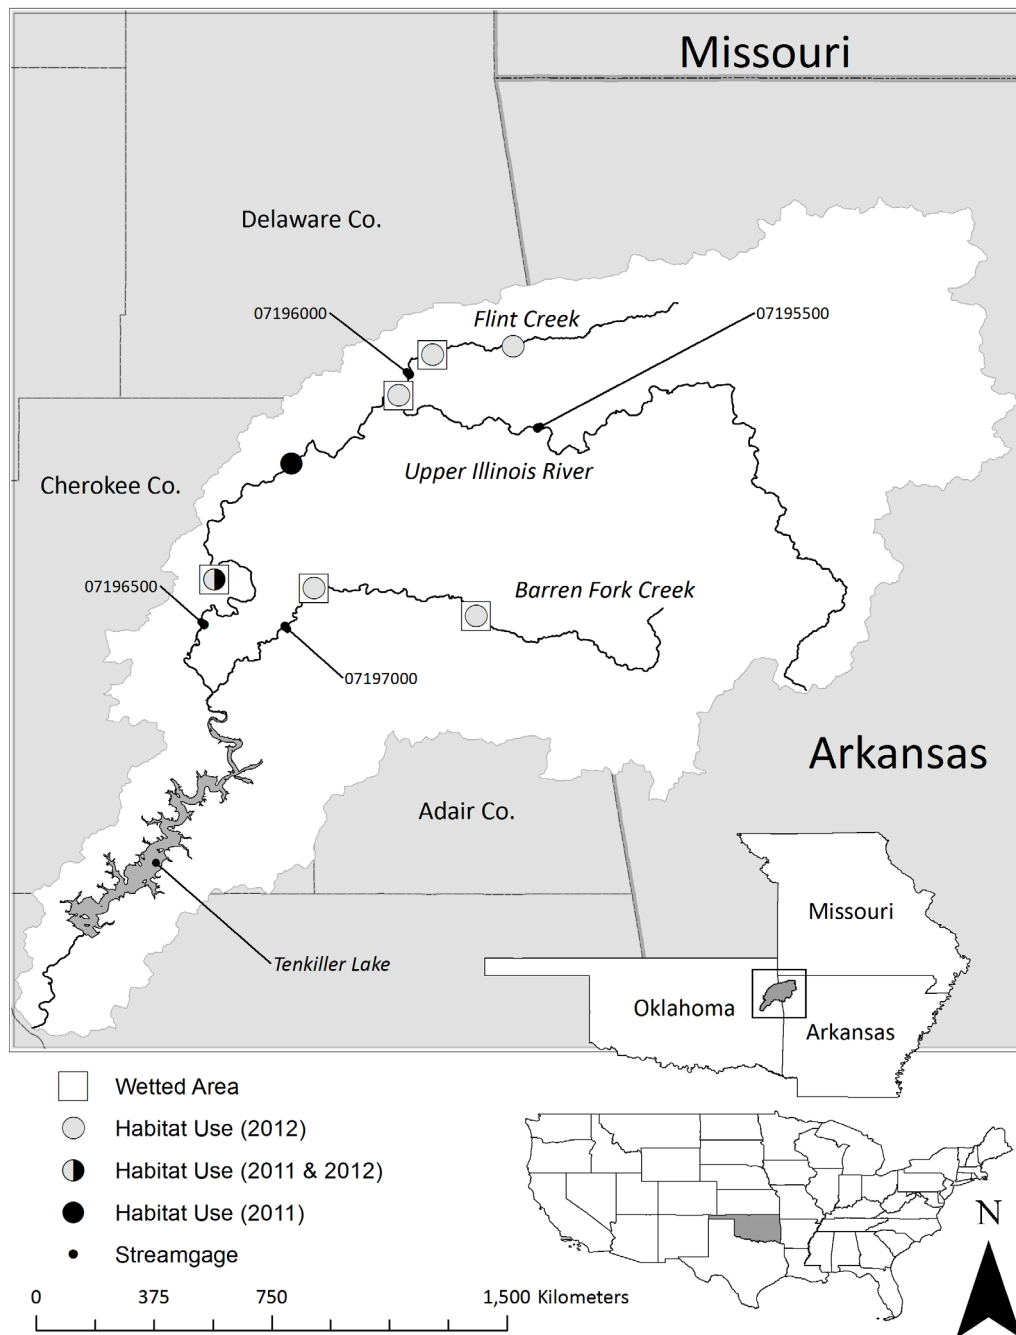 Missouri
Delaware Co.
07196000
Flint Creek
07195500
Upper Illinois River
Cherokee Co.
07196500
Barren Fork Creek
07197000
Arkansas
Adair Co.
Tenkiller Lake
Missouri
Oklahoma
Arkansas
Wetted Area
Habitat Use (2012)
Habitat Use (2011 & 2012)
Habitat Use (2011)
Streamgage
N
0 375 750 1,500 Kilometers